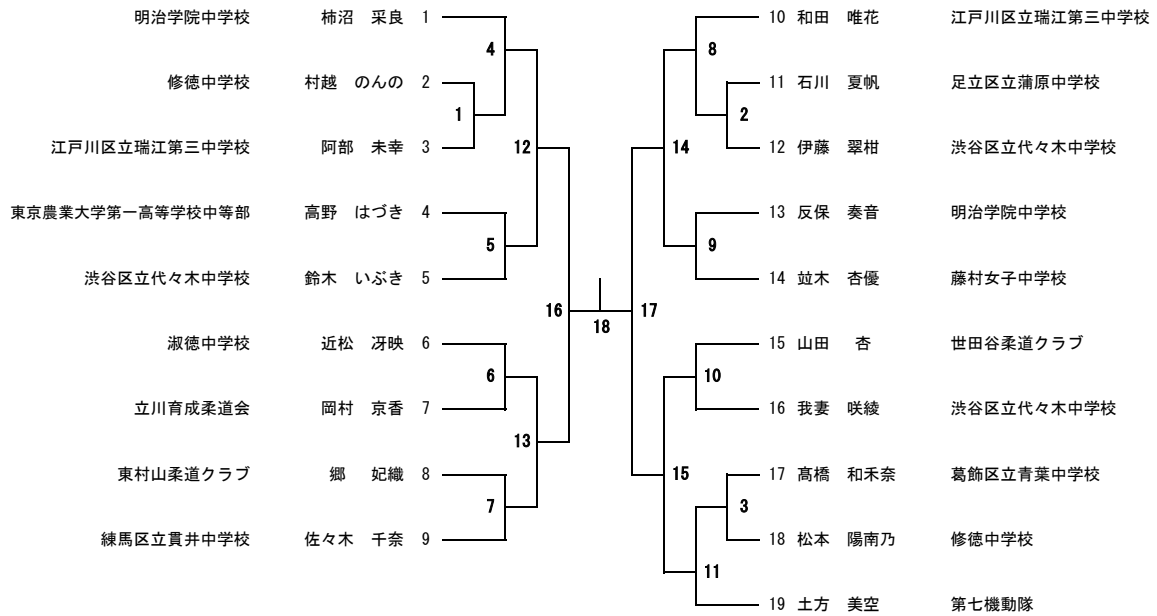 明治学院中学校 柿沼 采良 1
4
修徳中学校 村越 のんの 2
1
江戸川区立瑞江第三中学校 阿部 未幸 3
12
東京農業大学第一高等学校中等部 高野 はづき 4
5
渋谷区立代々木中学校 鈴木 いぶき 5
16
淑徳中学校 近松 冴映 6
6
立川育成柔道会 岡村 京香 7
13
東村山柔道クラブ 郷 妃織 8
7
練馬区立貫井中学校 佐々木 千奈 9
18
10 和田 唯花 江戸川区立瑞江第三中学校
8
11 石川 夏帆 足立区立蒲原中学校
2
12 伊藤 翠柑 渋谷区立代々木中学校
14
13 反保 奏音 明治学院中学校
9
14 竝木 杏優 藤村女子中学校
17
15 山田 杏 世田谷柔道クラブ
10
16 我妻 咲綾 渋谷区立代々木中学校
15
17 髙橋 和禾奈 葛飾区立青葉中学校
3
18 松本 陽南乃 修徳中学校
11
19 土方 美空 第七機動隊